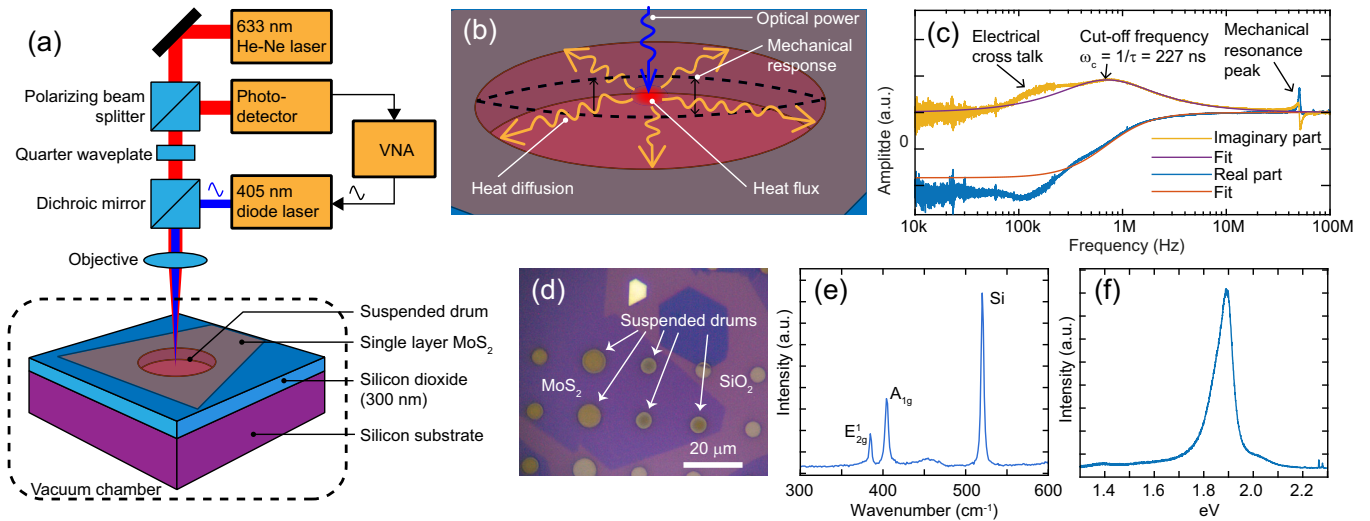 (a)
633 nm
He-Ne laser
Polarizing beam
splitter
Photo-
detector
Quarter waveplate
VNA
Dichroic mirror
405 nm
diode laser
Objective
Suspended drum
Single layer MoS2
Silicon dioxide
(300 nm)
Silicon substrate
Vacuum chamber
(b)
Optical power
Mechanical
response
Heat diffusion
Heat flux
(c)
Electrical
cross talk
Cut-off frequency
ωc = 1/τ = 227 ns
Mechanical
resonance
peak
Amplitde (a.u.)
0
Imaginary part
Fit
Real part
Fit
10k
100k
1M
10M
100M
Frequency (Hz)
(d)
Suspended drums
MoS2
SiO2
20 μm
(e)
Si
A1g
E12g
Intensity (a.u.)
300
400
500
600
Wavenumber (cm-1)
(f)
Intensity (a.u.)
1.4
1.6
1.8
2.0
2.2
eV